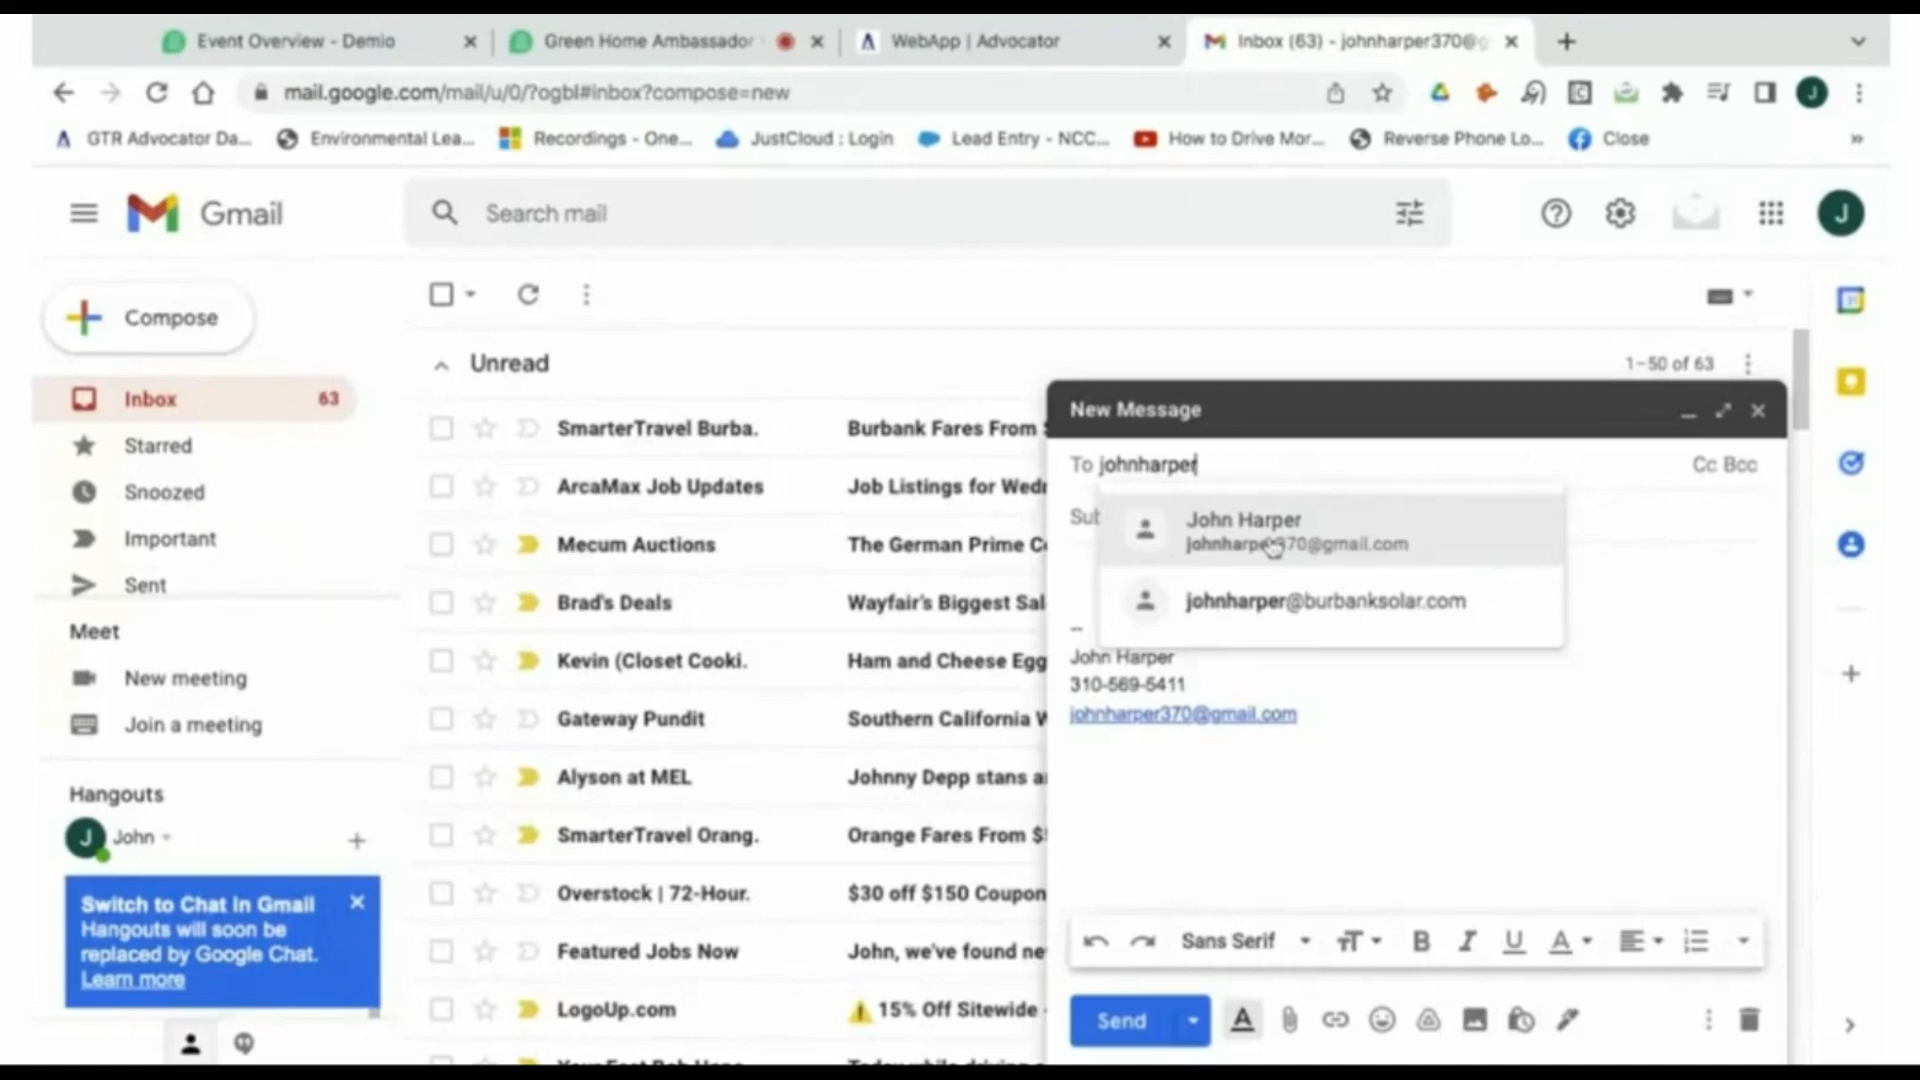 Event Overview - Demio
Green Home Ambassador
WebApp | Advocator
Inbox (63) - johnharper370@g
mail.google.com/mail/u/0/?ogbl#inbox?compose=new
J
GTR Advocator Da...
Environmental Lea...
Recordings - One...
JustCloud : Login
Lead Entry - NCC...
How to Drive Mor...
Reverse Phone Lo...
Close
»
Gmail
Search mail
J
Compose
Unread
1-50 of 63
Inbox 63
Starred
Snoozed
Important
Sent
Meet
New meeting
Join a meeting
Hangouts
J John
Switch to Chat in Gmail
Hangouts will soon be
replaced by Google Chat.
Learn more
SmarterTravel Burba. Burbank Fares From
ArcaMax Job Updates Job Listings for Wed
Mecum Auctions The German Prime
Brad's Deals Wayfair's Biggest Sal
Kevin (Closet Cooki. Ham and Cheese Egg
Gateway Pundit Southern California
Alyson at MEL Johnny Depp stans
SmarterTravel Orang. Orange Fares From $
Overstock | 72-Hour. $30 off $150 Coupon
Featured Jobs Now John, we've found
LogoUp.com 15% Off Sitewide
New Message
To johnharper
Cc Bcc
Sub
John Harper
johnharper370@gmail.com
johnharper@burbanksolar.com
--
John Harper
310-569-5411
johnharper370@gmail.com
Sans Serif
B I U A
Send
A